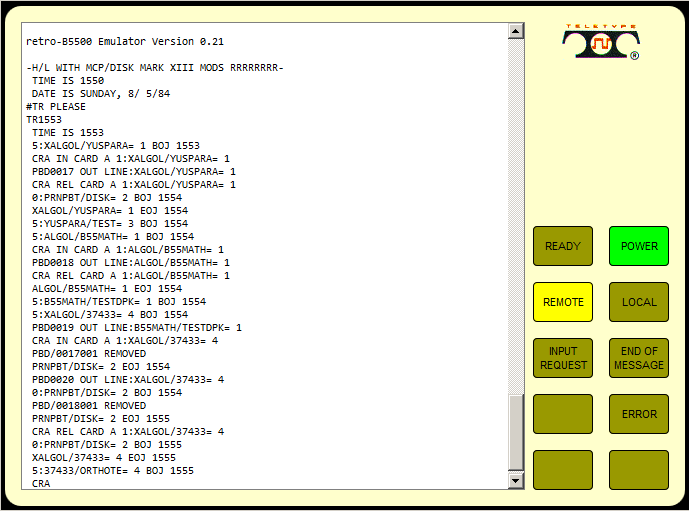 retro-B5500 Emulator Version 0.21
-H/L WITH MCP/DISK MARK XIII MODS RRRRRRRR-
TIME IS 1550
DATE IS SUNDAY, 8/ 5/84
#TR PLEASE
TR1553
TIME IS 1553
5:XALGOL/YUSPARA= 1 BOJ 1553
CRA IN CARD A 1:XALGOL/YUSPARA= 1
PBD0017 OUT LINE:XALGOL/YUSPARA= 1
CRA REL CARD A 1:XALGOL/YUSPARA= 1
0:PRNPBT/DISK= 2 BOJ 1554
XALGOL/YUSPARA= 1 EOJ 1554
5:YUSPARA/TEST= 3 BOJ 1554
5:ALGOL/B55MATH= 1 BOJ 1554
CRA IN CARD A 1:ALGOL/B55MATH= 1
PBD0018 OUT LINE:ALGOL/B55MATH= 1
CRA REL CARD A 1:ALGOL/B55MATH= 1
ALGOL/B55MATH= 1 EOJ 1554
5:B55MATH/TESTDPK= 1 BOJ 1554
5:XALGOL/37433= 4 BOJ 1554
PBD0019 OUT LINE:B55MATH/TESTDPK= 1
CRA IN CARD A 1:XALGOL/37433= 4
PBD/0017001 REMOVED
PRNPBT/DISK= 2 EOJ 1554
PBD0020 OUT LINE:XALGOL/37433= 4
0:PRNPBT/DISK= 2 BOJ 1554
PBD/0018001 REMOVED
PRNPBT/DISK= 2 EOJ 1555
CRA REL CARD A 1:XALGOL/37433= 4
0:PRNPBT/DISK= 2 BOJ 1555
XALGOL/37433= 4 EOJ 1555
5:37433/ORTHOTE= 4 BOJ 1555
CRA
TELETYPE
®
READY
POWER
REMOTE
LOCAL
INPUT
REQUEST
END OF
MESSAGE
ERROR